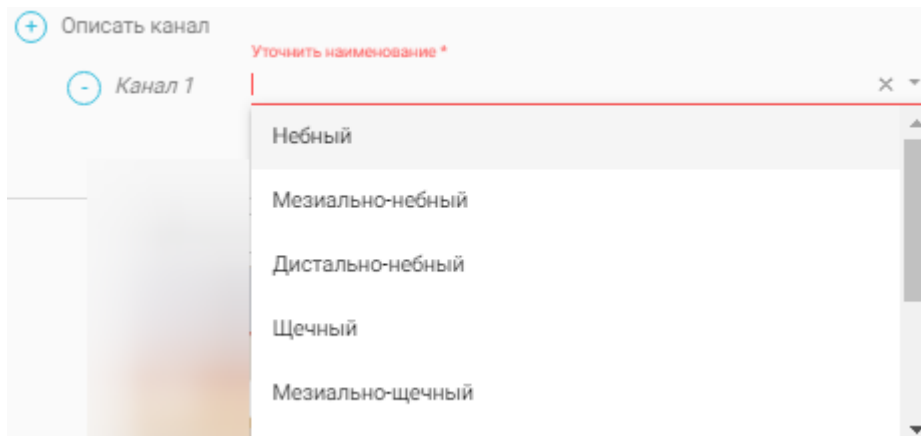 Описать канал
Уточнить наименование *
Канал 1
Небный
Мезиально-небный
Дистально-небный
Щечный
Мезиально-щечный